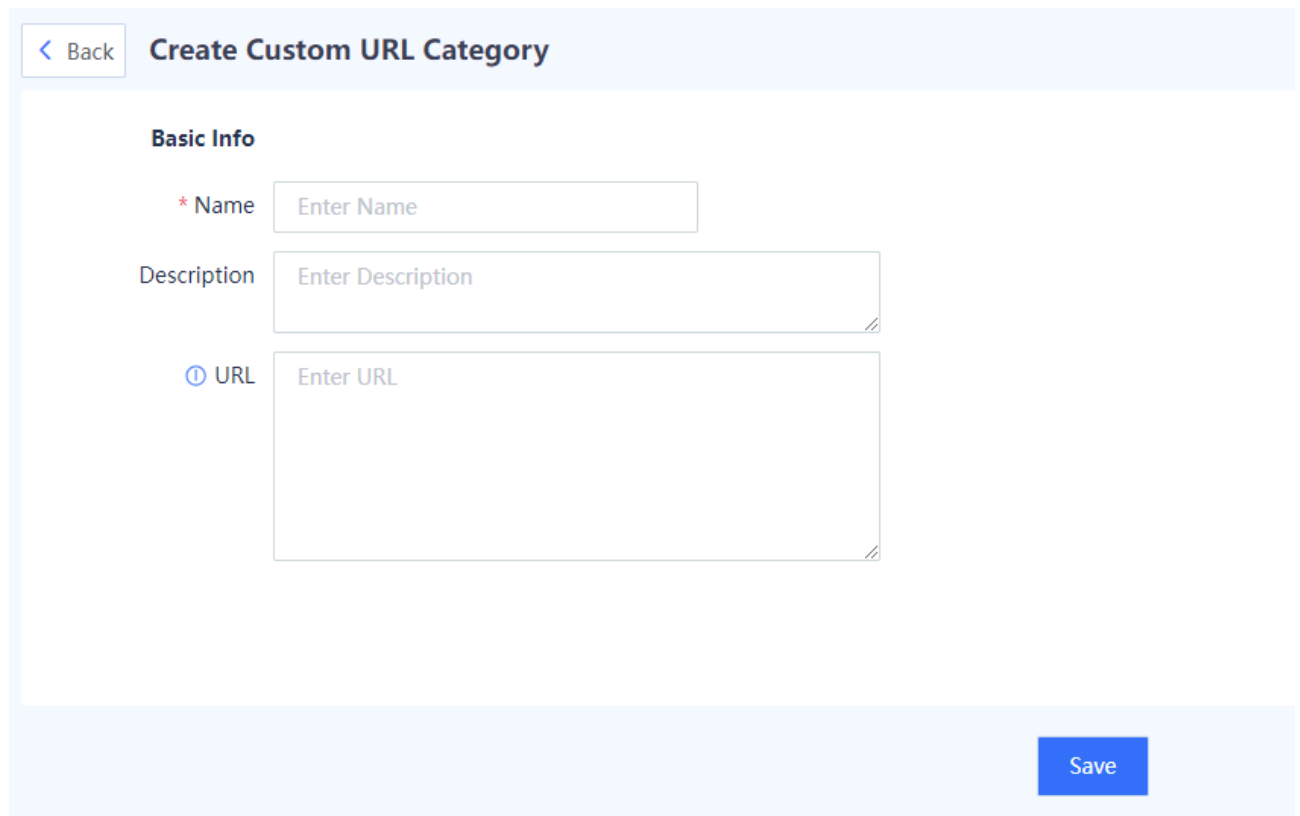 Back Create Custom URL Category
Basic Info
* Name Enter Name
Description Enter Description
URL Enter URL
Save